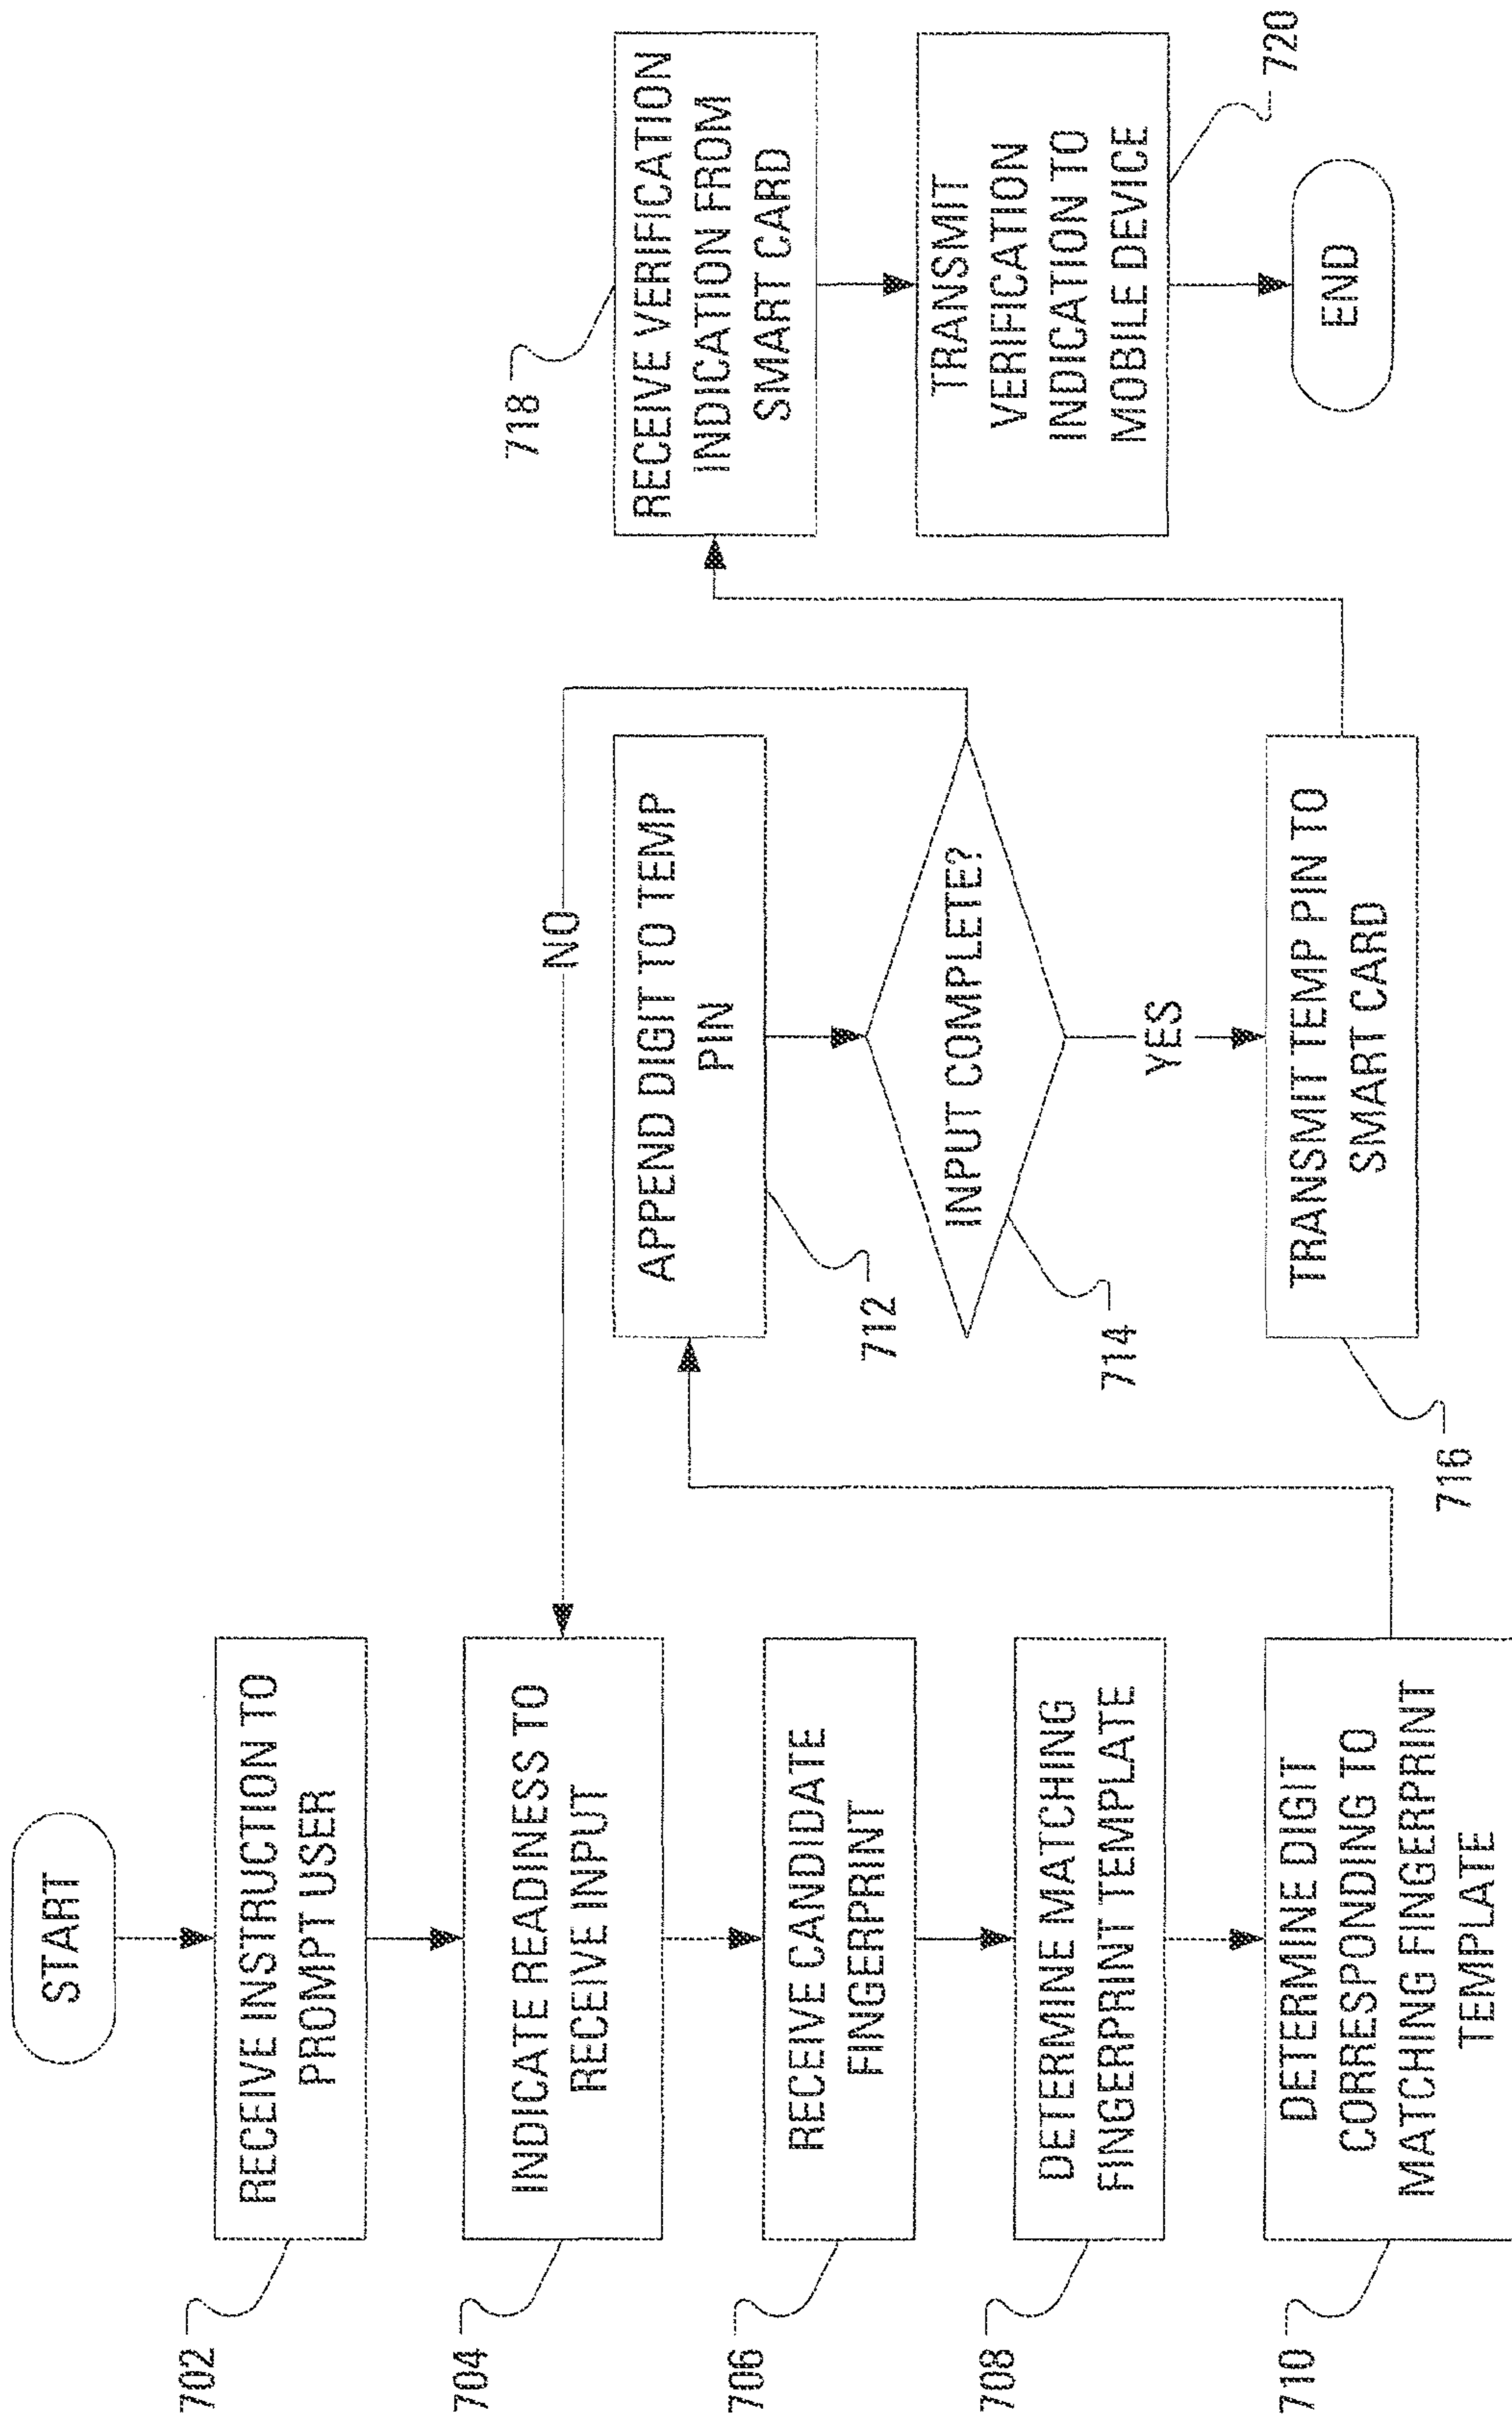 START
702
RECEIVE INSTRUCTION TO
PROMPT USER
704
INDICATE READINESS TO
RECEIVE INPUT
706
RECEIVE CANDIDATE
FINGERPRINT
708
DETERMINE MATCHING
FINGERPRINT TEMPLATE
710
DETERMINE DIGIT
CORRESPONDING TO
MATCHING FINGERPRINT
TEMPLATE
NO
APPEND DIGIT TO TEMP
PIN
712
INPUT COMPLETE?
714
YES
TRANSMIT TEMP PIN TO
SMART CARD
716
718
RECEIVE VERIFICATION
INDICATION FROM
SMART CARD
TRANSMIT
VERIFICATION
INDICATION TO
MOBILE DEVICE
720
END